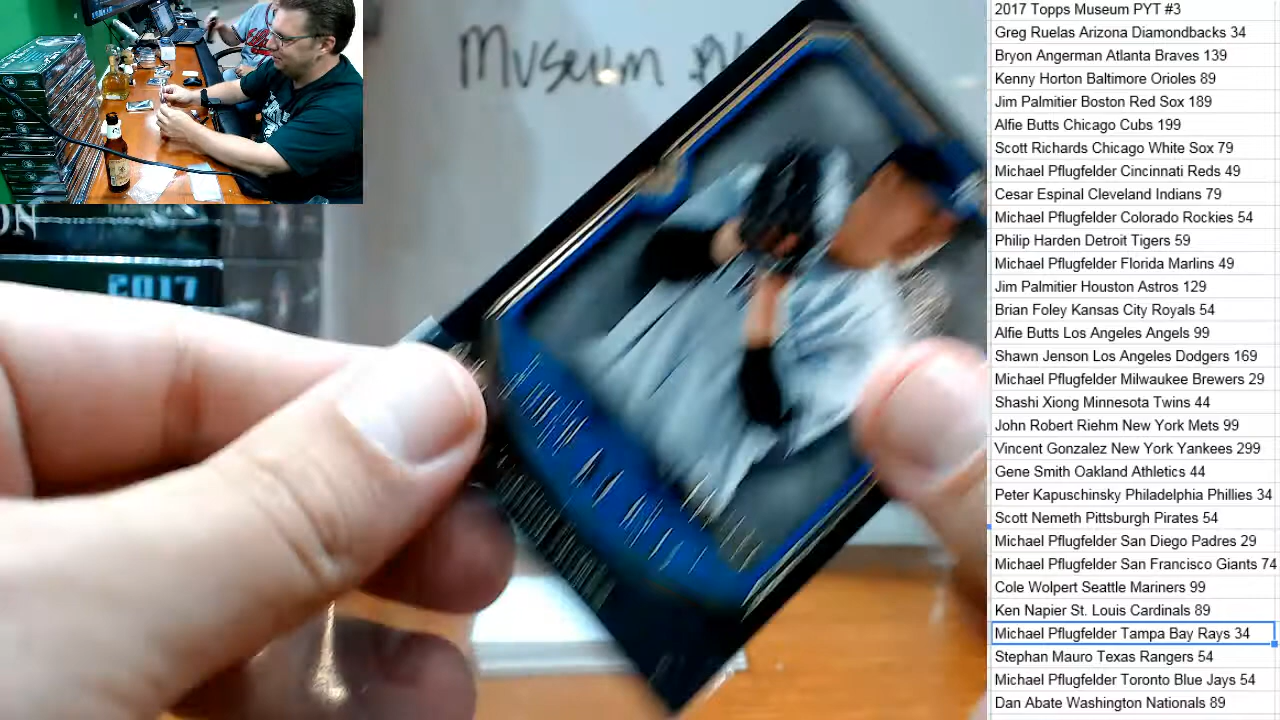 Museum
ON
2017
2017 Topps Museum PYT #3
Greg Ruelas Arizona Diamondbacks 34
Bryon Angerman Atlanta Braves 139
Kenny Horton Baltimore Orioles 89
Jim Palmitier Boston Red Sox 189
Alfie Butts Chicago Cubs 199
Scott Richards Chicago White Sox 79
Michael Pflugfelder Cincinnati Reds 49
Cesar Espinal Cleveland Indians 79
Michael Pflugfelder Colorado Rockies 54
Philip Harden Detroit Tigers 59
Michael Pflugfelder Florida Marlins 49
Jim Palmitier Houston Astros 129
Brian Foley Kansas City Royals 54
Alfie Butts Los Angeles Angels 99
Shawn Jenson Los Angeles Dodgers 169
Michael Pflugfelder Milwaukee Brewers 29
Shashi Xiong Minnesota Twins 44
John Robert Riehm New York Mets 99
Vincent Gonzalez New York Yankees 299
Gene Smith Oakland Athletics 44
Peter Kapuschinsky Philadelphia Phillies 34
Scott Nemeth Pittsburgh Pirates 54
Michael Pflugfelder San Diego Padres 29
Michael Pflugfelder San Francisco Giants 74
Cole Wolpert Seattle Mariners 99
Ken Napier St. Louis Cardinals 89
Michael Pflugfelder Tampa Bay Rays 34
Stephan Mauro Texas Rangers 54
Michael Pflugfelder Toronto Blue Jays 54
Dan Abate Washington Nationals 89